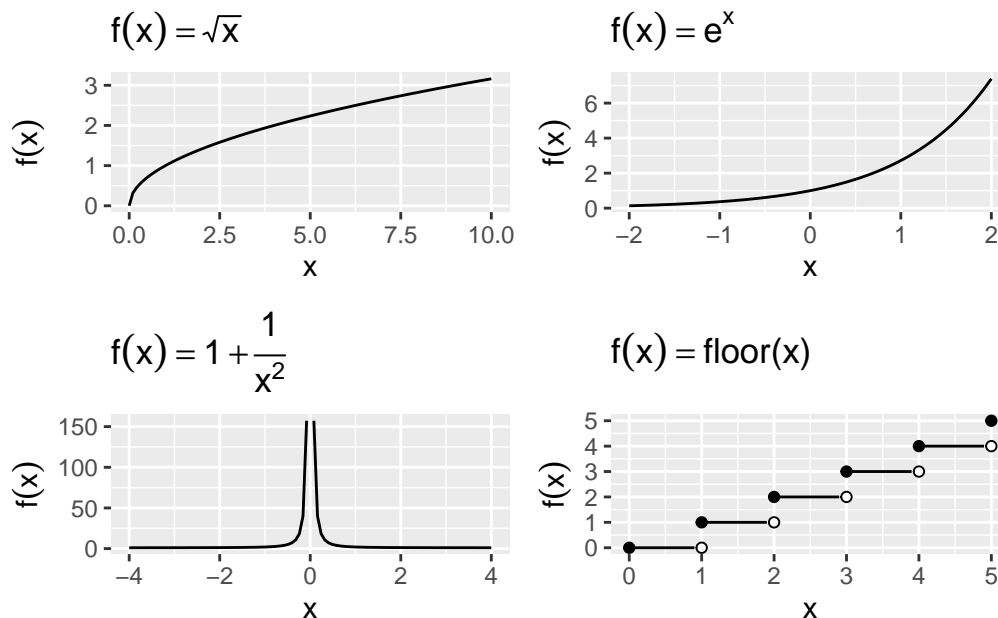 f(x) = √x
3
2
1
0
f(x)
0.0 2.5 5.0 7.5 10.0
x
f(x) = eˣ
6
4
2
0
f(x)
−2 −1 0 1 2
x
f(x) = 1 + 1/x²
150
100
50
0
f(x)
−4 −2 0 2 4
x
f(x) = floor(x)
5
4
3
2
1
0
f(x)
0 1 2 3 4 5
x